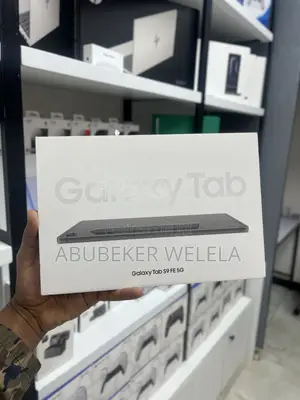 Galaxy Tab
ABUBEKER WELELA
Galaxy Tab S9 FE 5G